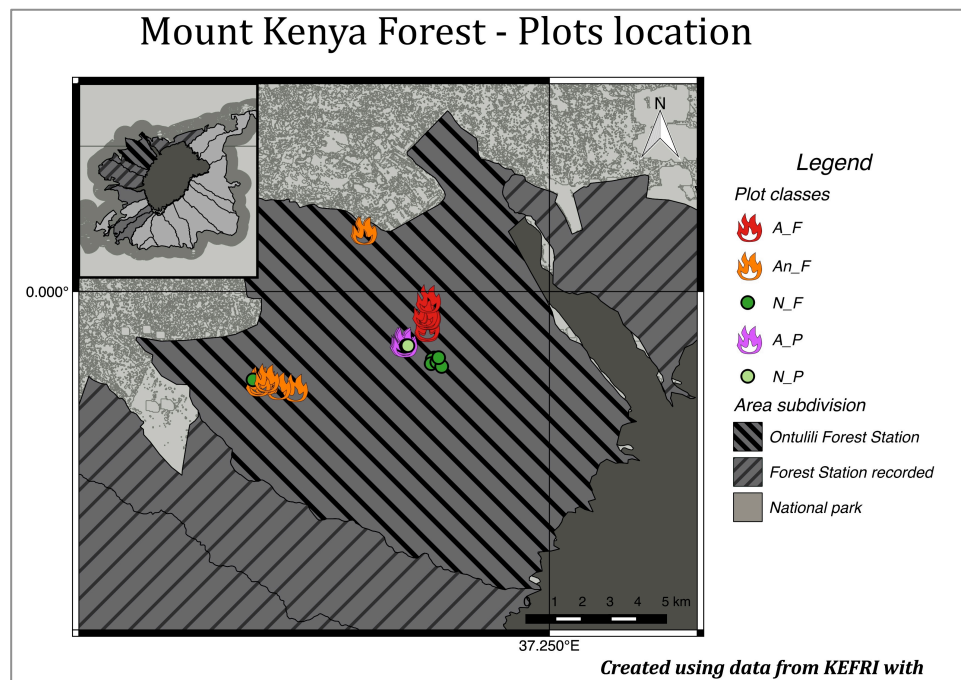 Mount Kenya Forest - Plots location
N
Legend
Plot classes
A_F
An_F
N_F
A_P
N_P
Area subdivision
Ontulili Forest Station
Forest Station recorded
National park
0.000°
0 1 2 3 4 5 km
37.250°E
Created using data from KEFRI with